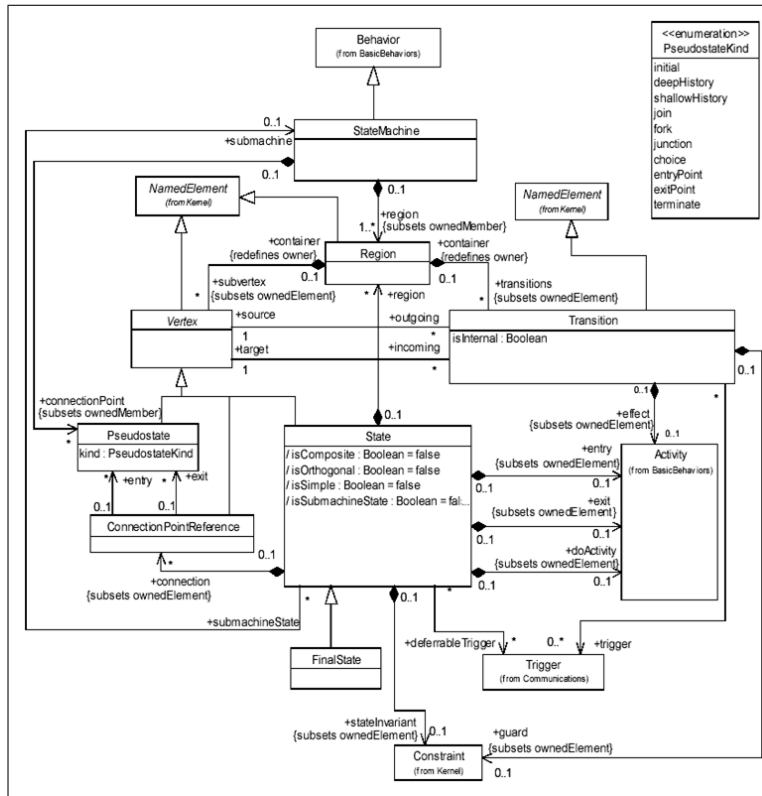 Behavior
(from BasicBehaviors)
<<enumeration>>
PseudostateKind
initial
deepHistory
shallowHistory
join
fork
junction
choice
entryPoint
exitPoint
terminate
0..1
+submachine
StateMachine
0..1
0..1
NamedElement
(from Kernel)
NamedElement
(from Kernel)
+region
{subsets ownedMember}
1..*
+container
{redefines owner}
0..1
Region
+container
{redefines owner}
0..1
+subvertex
{subsets ownedElement}
*
*
+region
+transitions
{subsets ownedElement}
*
Vertex
+source
1
+outgoing
*
+target
1
+incoming
*
Transition
isInternal : Boolean
0..1
0..1
*
+connectionPoint
{subsets ownedMember}
*
Pseudostate
kind : PseudostateKind
*
+entry
*
+exit
0..1
0..1
ConnectionPointReference
0..1
*
+connection
{subsets ownedElement}
0..1
State
/ isComposite : Boolean = false
/ isOrthogonal : Boolean = false
/ isSimple : Boolean = false
/ isSubmachineState : Boolean = fal...
+effect
{subsets ownedElement}
0..1
Activity
(from BasicBehaviors)
+entry
{subsets ownedElement}
0..1
0..1
+exit
{subsets ownedElement}
0..1
0..1
+doActivity
{subsets ownedElement}
0..1
0..1
+submachineState
*
0..1
*
FinalState
+deferrableTrigger
*
0..*
+trigger
Trigger
(from Communications)
+stateInvariant
{subsets ownedElement}
0..1
Constraint
(from Kernel)
+guard
{subsets ownedElement}
0..1